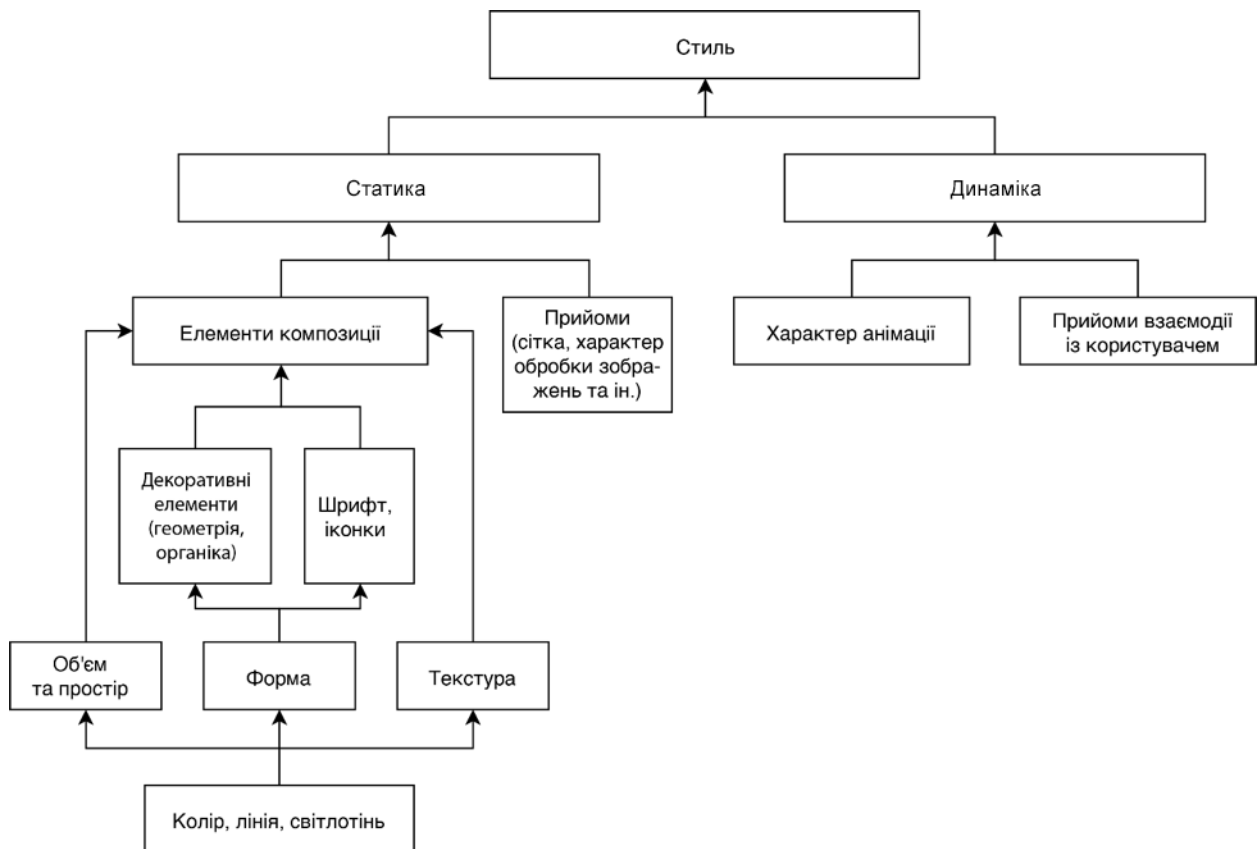 Стиль
Статика
Динаміка
Елементи композиції
Прийоми
(сітка, характер
обробки зобра-
жень та ін.)
Характер анімації
Прийоми взаємодії
із користувачем
Декоративні
елементи
(геометрія,
органіка)
Шрифт,
іконки
Об'єм
та простір
Форма
Текстура
Колір, лінія, світлотінь